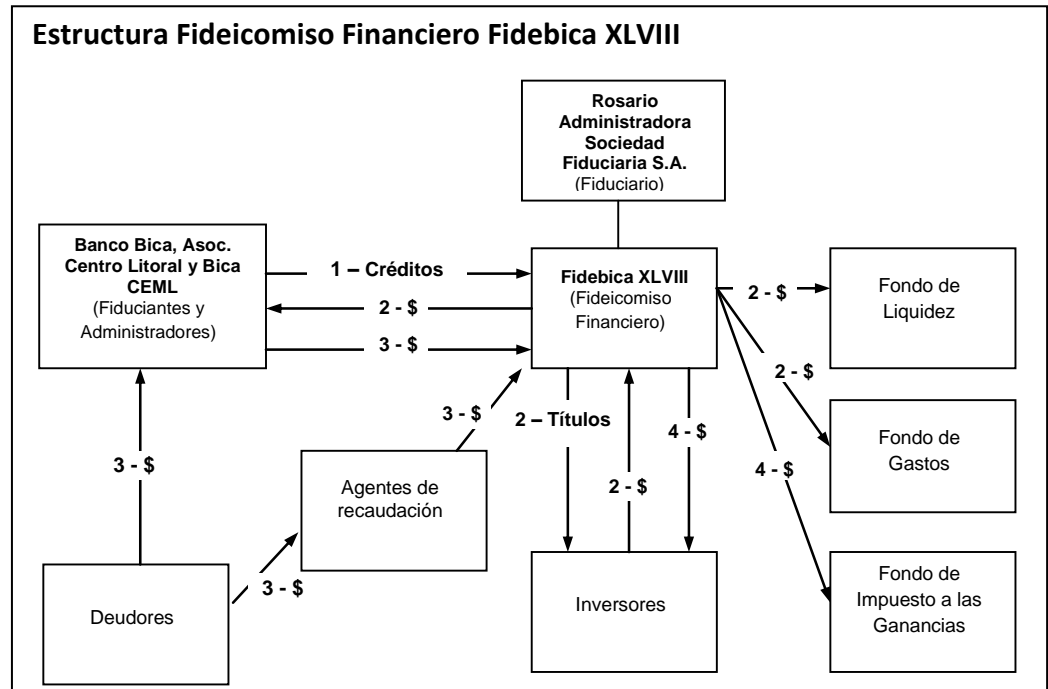 Estructura Fideicomiso Financiero Fidebica XLVIII
Rosario
Administradora
Sociedad
Fiduciaria S.A.
(Fiduciario)
Banco Bica, Asoc.
Centro Litoral y Bica
CEML
(Fiduciantes y
Administradores)
1 – Créditos
2 - $
3 - $
Fidebica XLVIII
(Fideicomiso
Financiero)
2 - $
Fondo de
Liquidez
2 - $
3 - $
2 – Títulos
4 - $
Fondo de
Gastos
3 - $
Agentes de
recaudación
2 - $
4 - $
3 - $
Deudores
Inversores
Fondo de
Impuesto a las
Ganancias